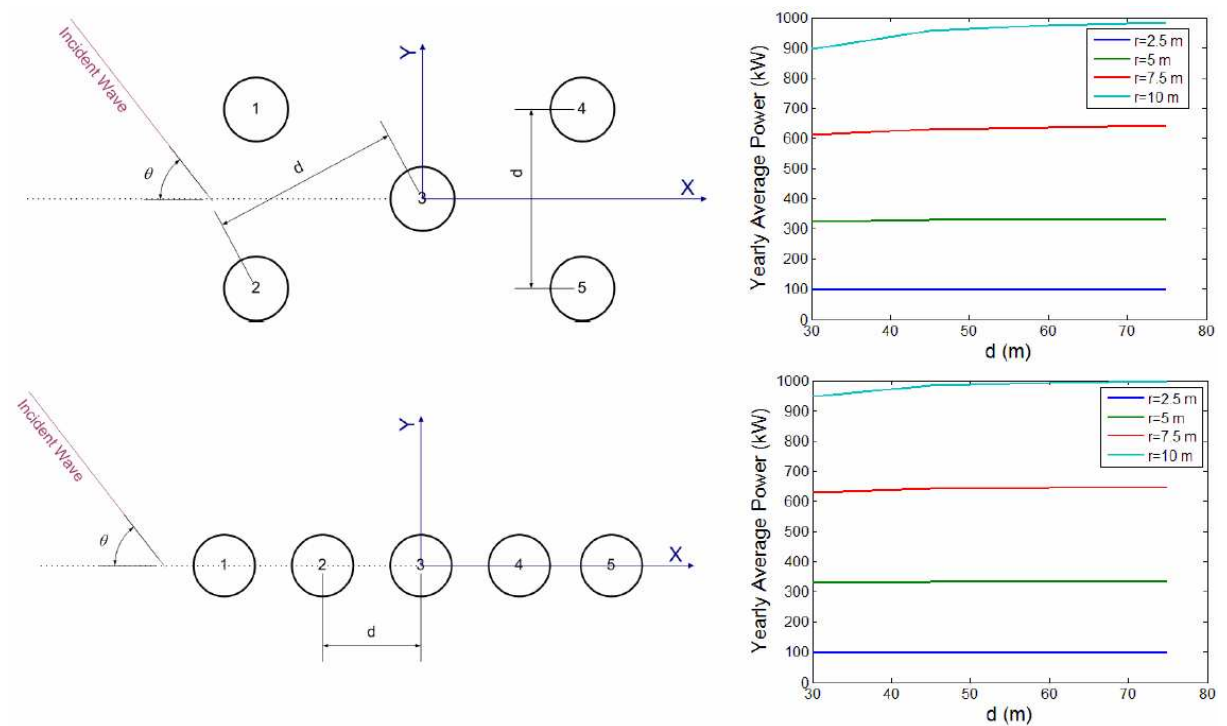 Incident Wave
θ
1
2
3
4
5
d
d
Y
X
Yearly Average Power (kW)
1000
900
800
700
600
500
400
300
200
100
0
30
40
50
60
70
80
d (m)
r=2.5 m
r=5 m
r=7.5 m
r=10 m
Incident Wave
θ
1
2
3
4
5
d
Y
X
Yearly Average Power (kW)
1000
900
800
700
600
500
400
300
200
100
0
30
40
50
60
70
80
d (m)
r=2.5 m
r=5 m
r=7.5 m
r=10 m